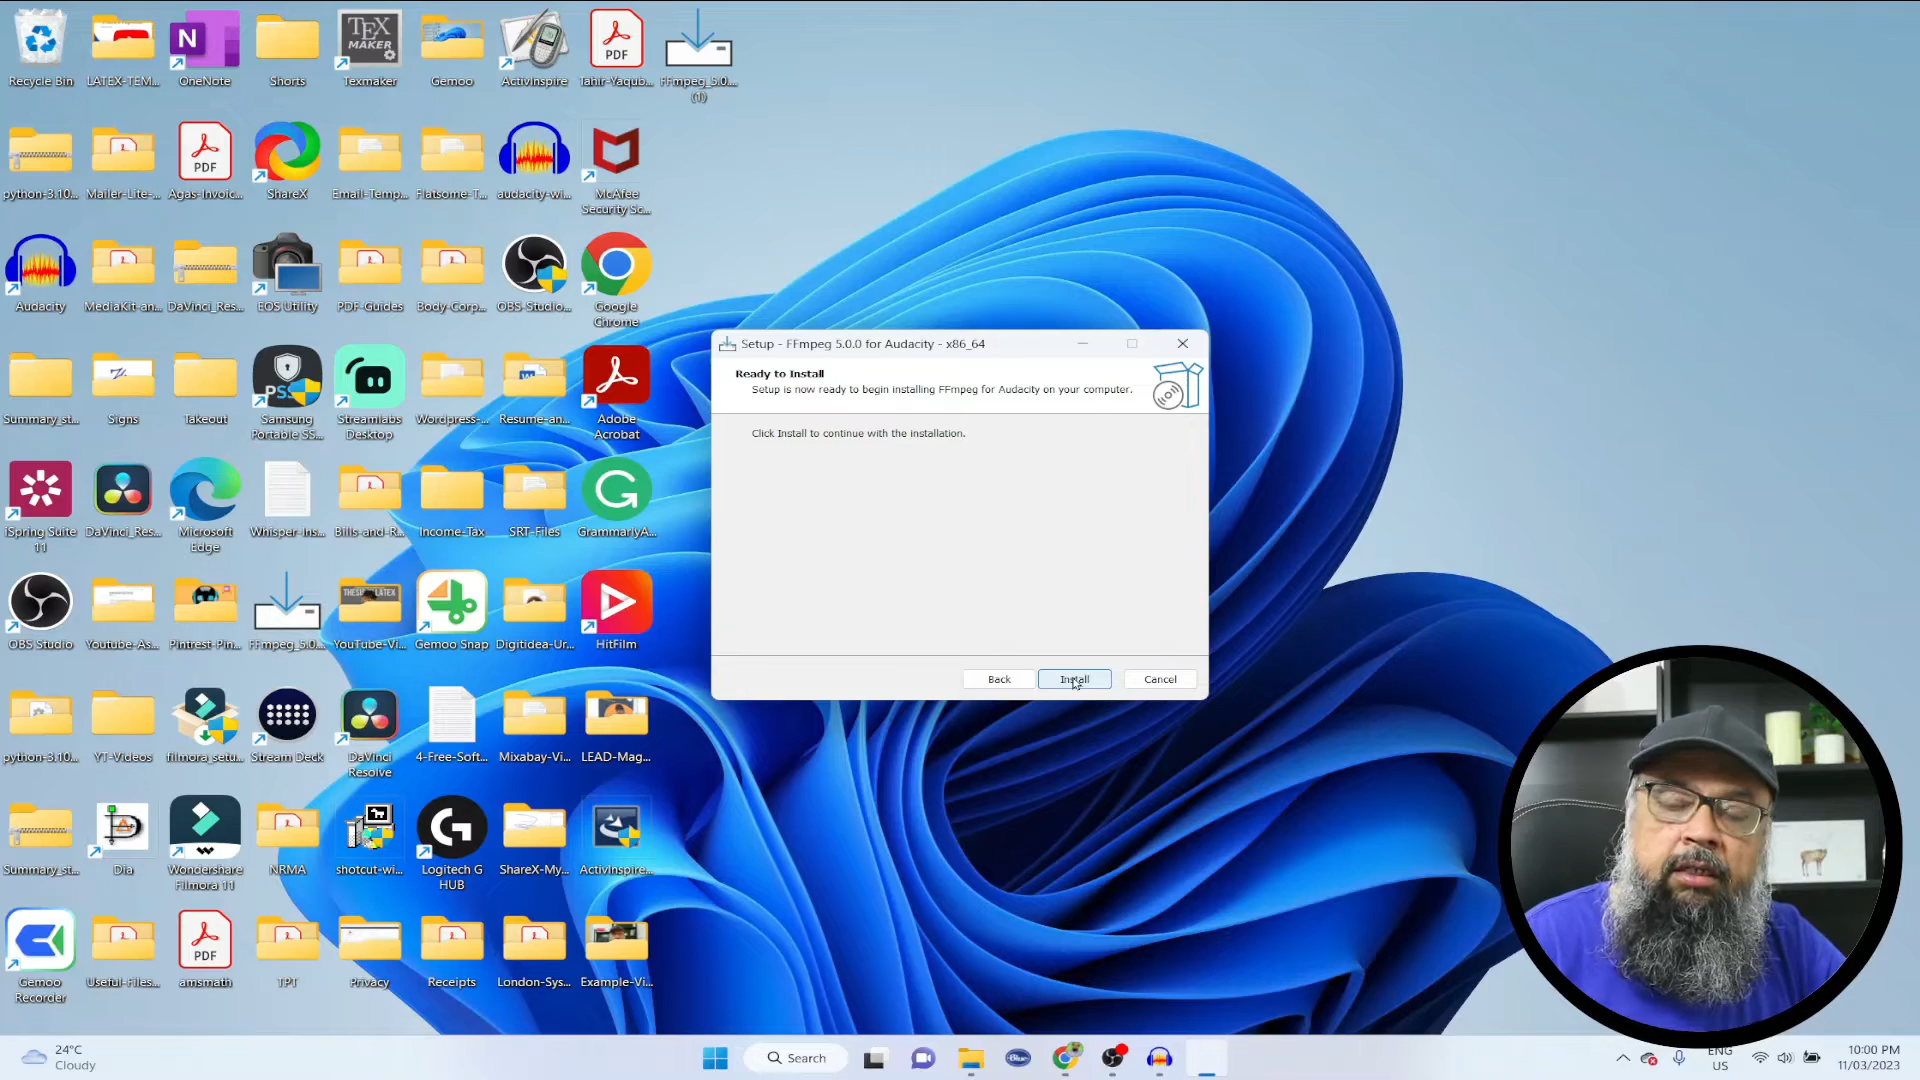 Recycle Bin
LATEX-TEM...
OneNote
Shorts
Texmaker
Gemoo
ActivInspire
Tahir-Yaqub...
FFmpeg_5.0....
(1)
python-3.10...
Mailer-Lite-...
Agas-Invoic...
ShareX
Email-Temp...
Flatsome-T...
audacity-wi...
McAfee
Security Sc...
Audacity
MediaKit-an...
DaVinci_Res...
EOS Utility
PDF-Guides
Body-Corp...
OBS-Studio...
Google
Chrome
Summary_st...
Signs
Takeout
Samsung
Portable SS...
Streamlabs
Desktop
Wordpress-...
Resume-an...
Adobe
Acrobat
iSpring Suite
11
DaVinci_Res...
Microsoft
Edge
Whisper-Ins...
Bills-and-R...
Income-Tax
SRT-Files
GrammarlyA...
OBS Studio
Youtube-As...
Pintrest-Pin...
FFmpeg_5.0....
YouTube-Vi...
Gemoo Snap
Digitidea-Ur...
HitFilm
python-3.10...
YT-Videos
filmora_setu...
Stream Deck
DaVinci
Resolve
4-Free-Soft...
Mixabay-Vi...
LEAD-Mag...
Summary_st...
Dia
Wondershare
Filmora 11
NRMA
shotcut-wi...
Logitech G
HUB
ShareX-My...
ActivInspire...
Gemoo
Recorder
Useful-Files...
amsmath
TPT
Privacy
Receipts
London-Sys...
Example-Vi...
TEX
MAKER
PDF
PDF
PDF
Setup - FFmpeg 5.0.0 for Audacity - x86_64
Ready to Install
Setup is now ready to begin installing FFmpeg for Audacity on your computer.
Click Install to continue with the installation.
Back
Install
Cancel
24°C
Cloudy
Search
ENG
US
10:00 PM
11/03/2023